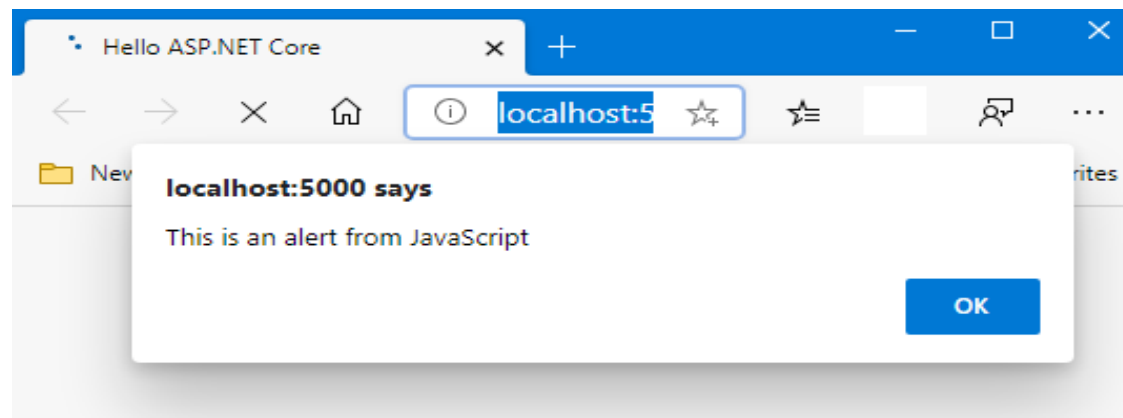 Hello ASP.NET Core
localhost:5
New
rites
localhost:5000 says
This is an alert from JavaScript
OK